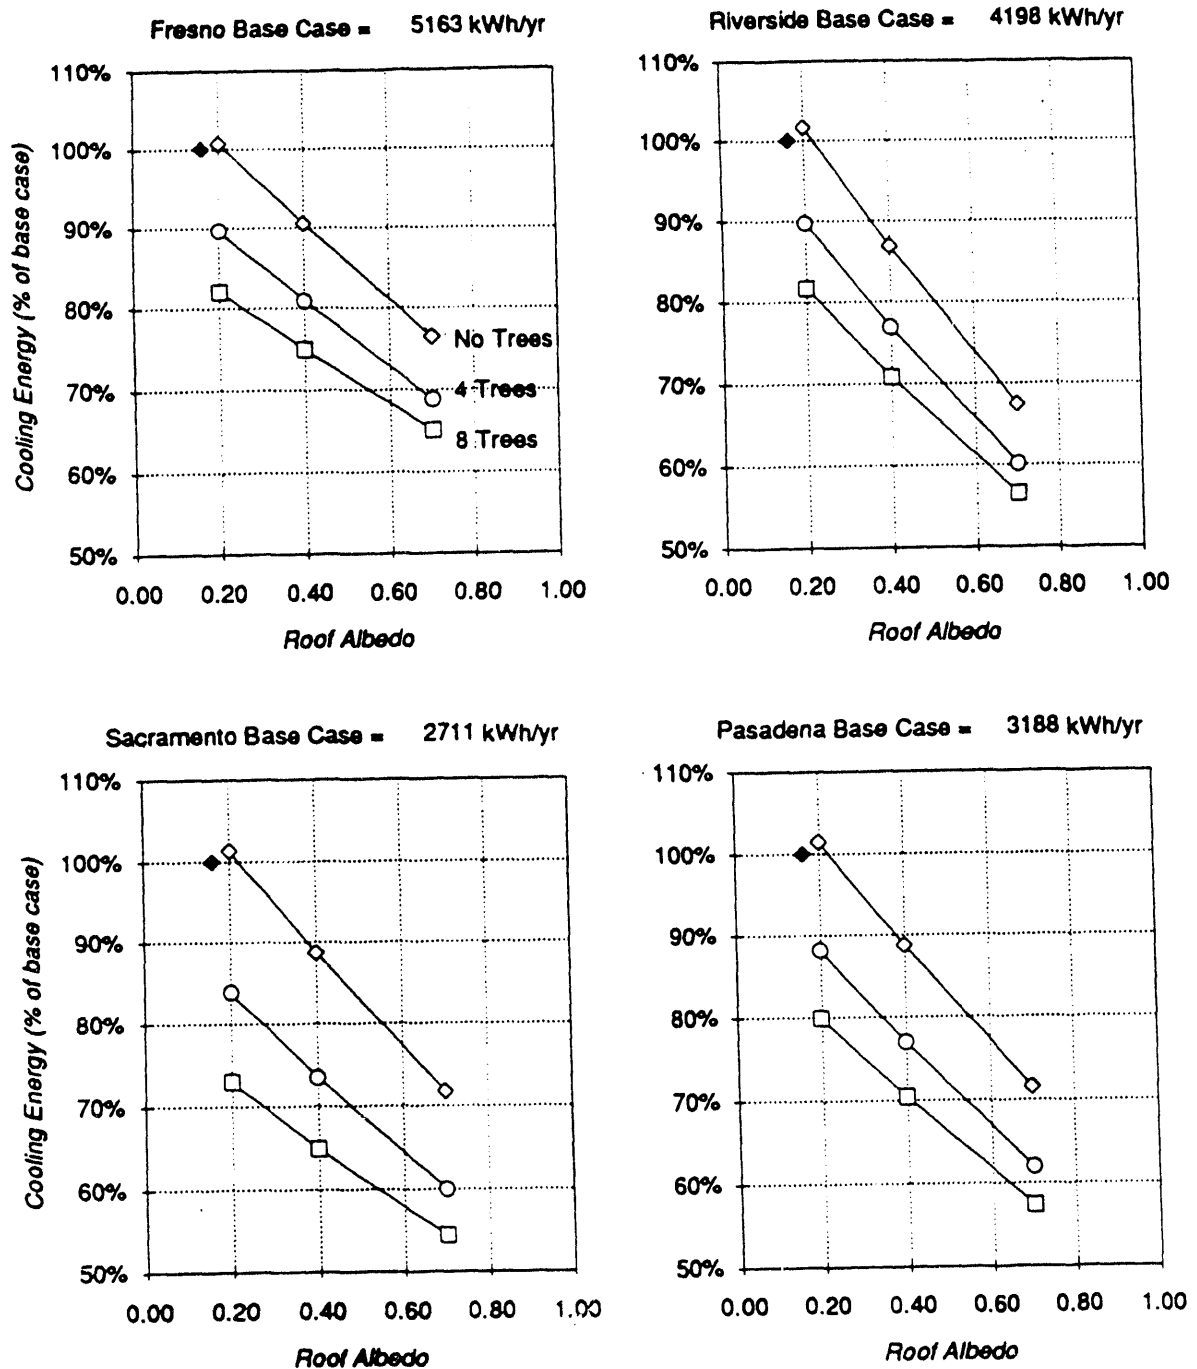 Fresno Base Case = 5163 kWh/yr
110%
100%
90%
80%
70%
60%
50%
Cooling Energy (% of base case)
No Trees
4 Trees
8 Trees
0.00 0.20 0.40 0.60 0.80 1.00
Roof Albedo
Riverside Base Case = 4198 kWh/yr
110%
100%
90%
80%
70%
60%
50%
0.00 0.20 0.40 0.60 0.80 1.00
Roof Albedo
Sacramento Base Case = 2711 kWh/yr
110%
100%
90%
80%
70%
60%
50%
Cooling Energy (% of base case)
0.00 0.20 0.40 0.60 0.80 1.00
Roof Albedo
Pasadena Base Case = 3188 kWh/yr
110%
100%
90%
80%
70%
60%
50%
0.00 0.20 0.40 0.60 0.80 1.00
Roof Albedo